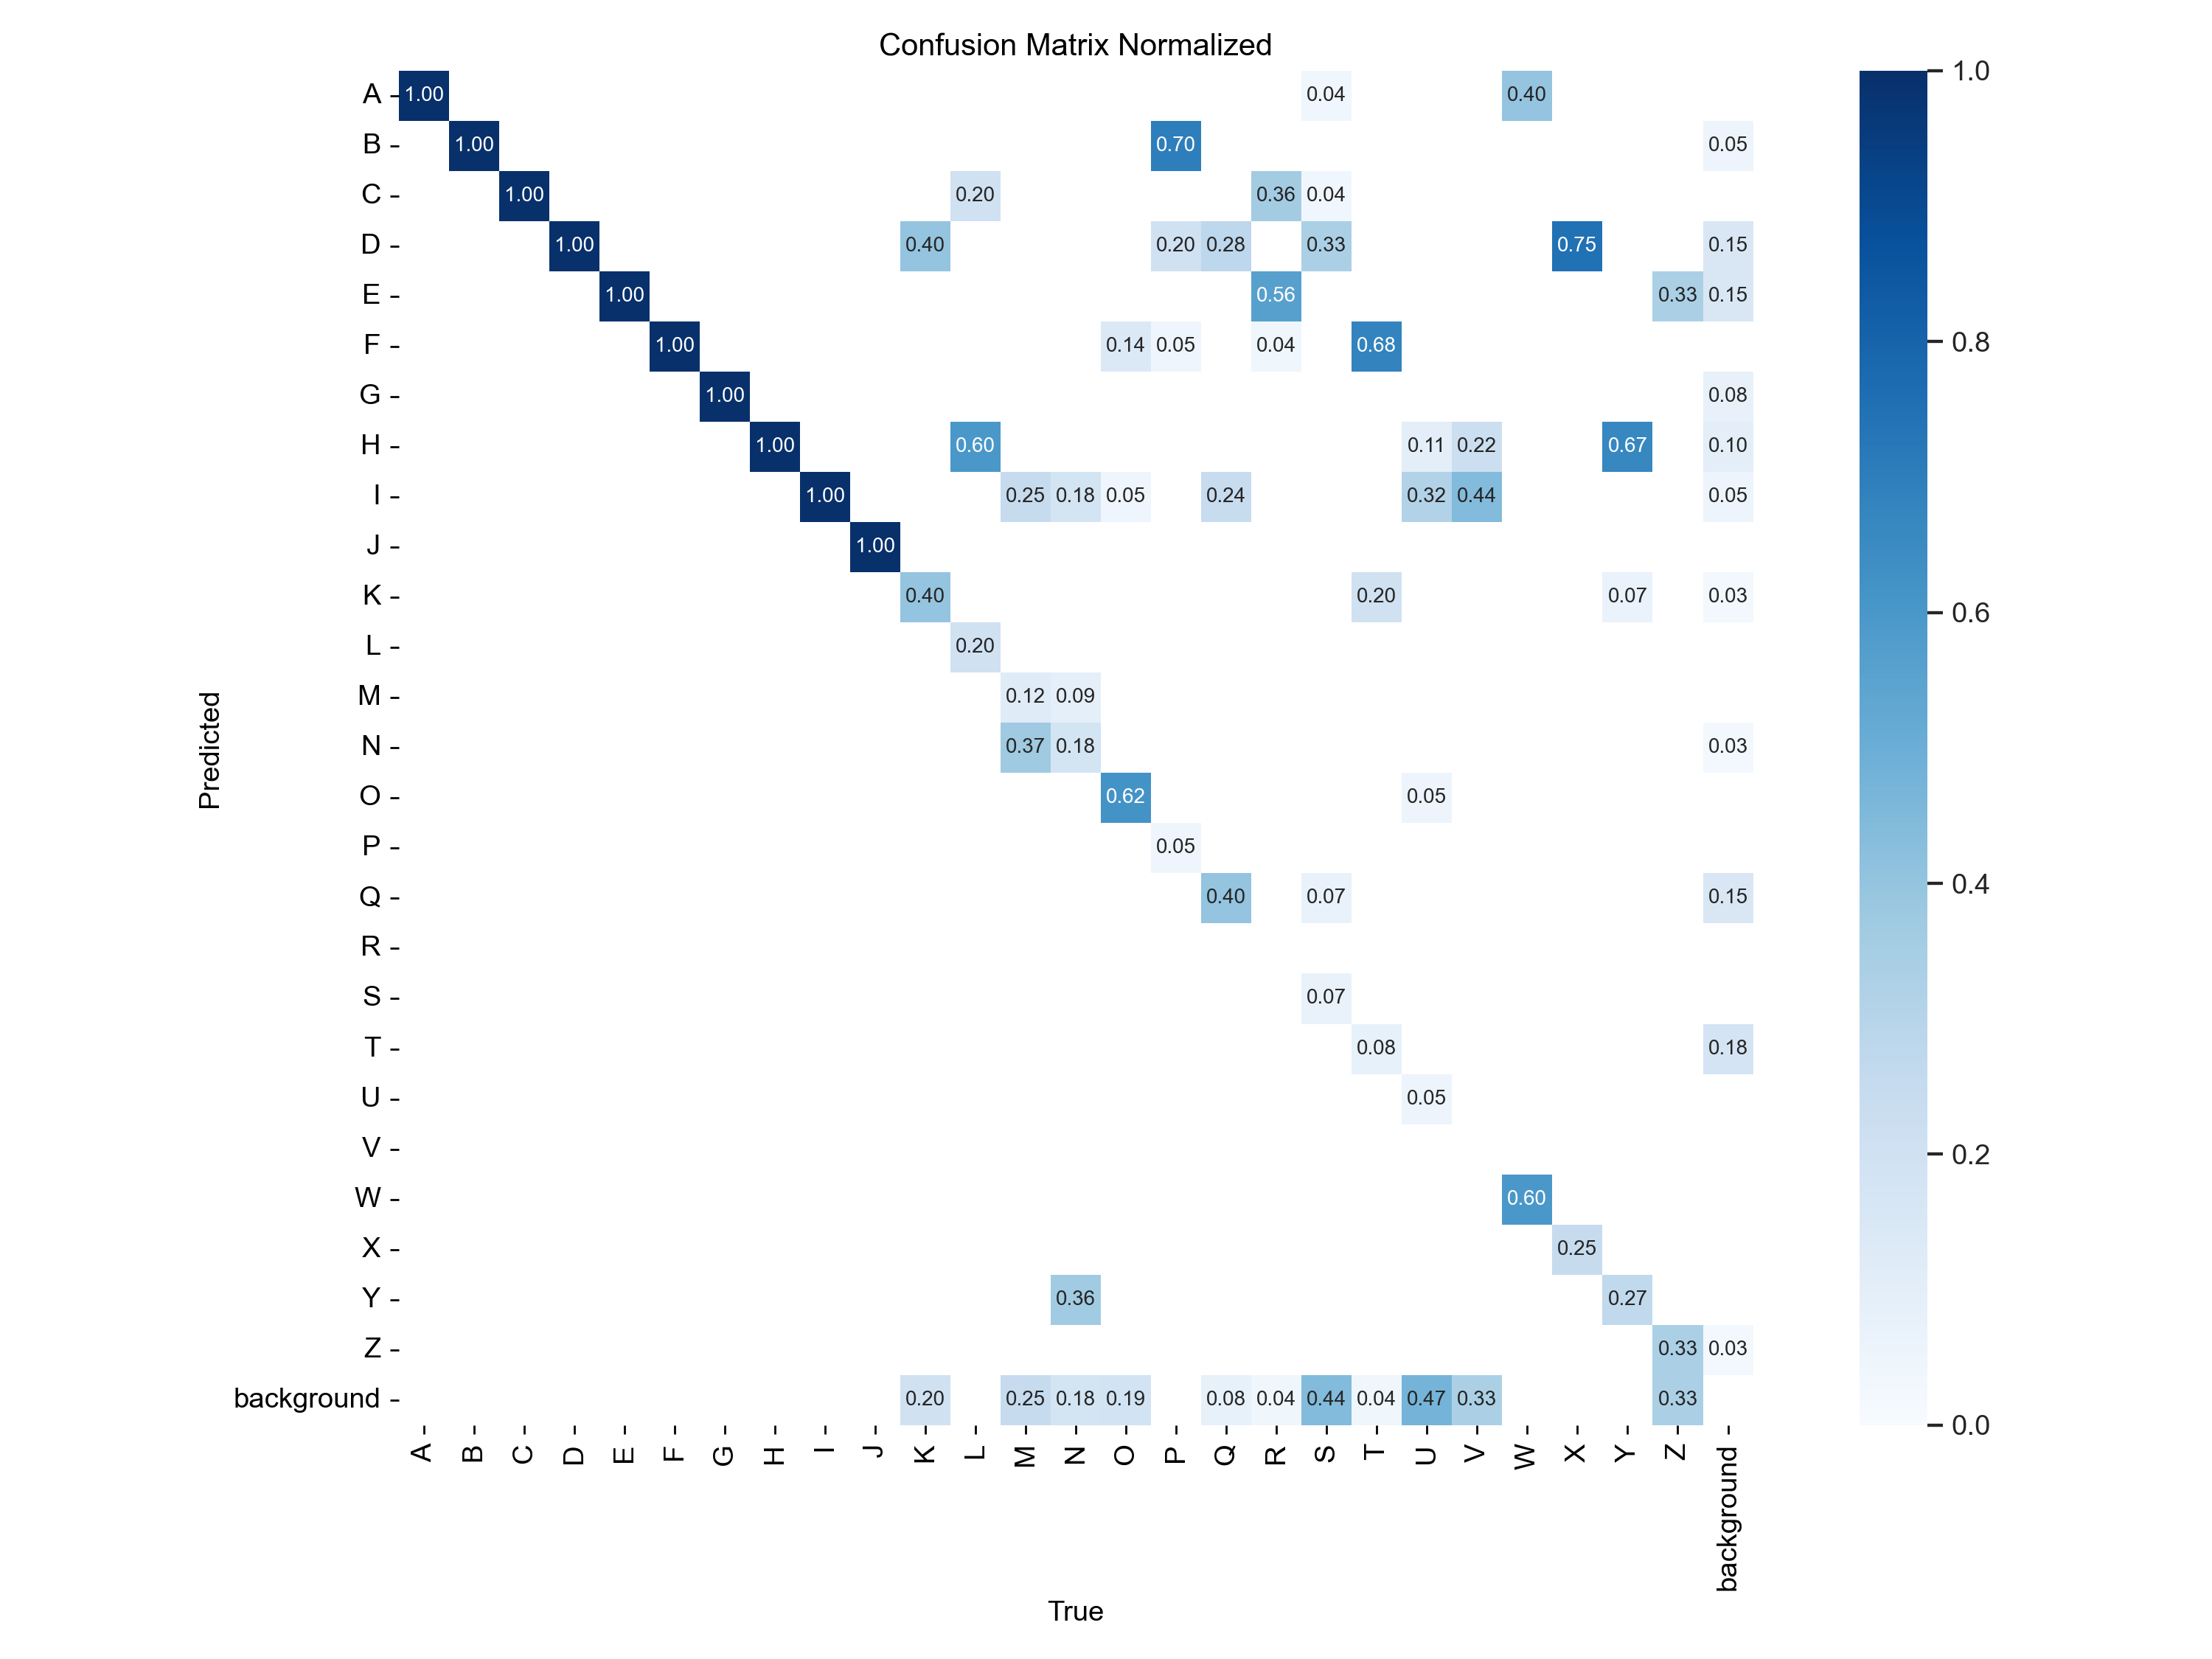 Confusion Matrix Normalized
A 1.00 0.04 0.40
B 1.00 0.70 0.05
C 1.00 0.20 0.36 0.04
D 1.00 0.40 0.20 0.28 0.33 0.75 0.15
E 1.00 0.56 0.33 0.15
F 1.00 0.14 0.05 0.04 0.68
G 1.00 0.08
H 1.00 0.60 0.11 0.22 0.67 0.10
I 1.00 0.25 0.18 0.05 0.24 0.32 0.44 0.05
J 1.00
K 0.40 0.20 0.07 0.03
L 0.20
M 0.12 0.09
N 0.37 0.18 0.03
O 0.62 0.05
P 0.05
Q 0.40 0.07 0.15
R
S 0.07
T 0.08 0.18
U 0.05
V
W 0.60
X 0.25
Y 0.36 0.27
Z 0.33 0.03
background 0.20 0.25 0.18 0.19 0.08 0.04 0.44 0.04 0.47 0.33 0.33
A B C D E F G H I J K L M N O P Q R S T U V W X Y Z background
True
Predicted
1.0
0.8
0.6
0.4
0.2
0.0